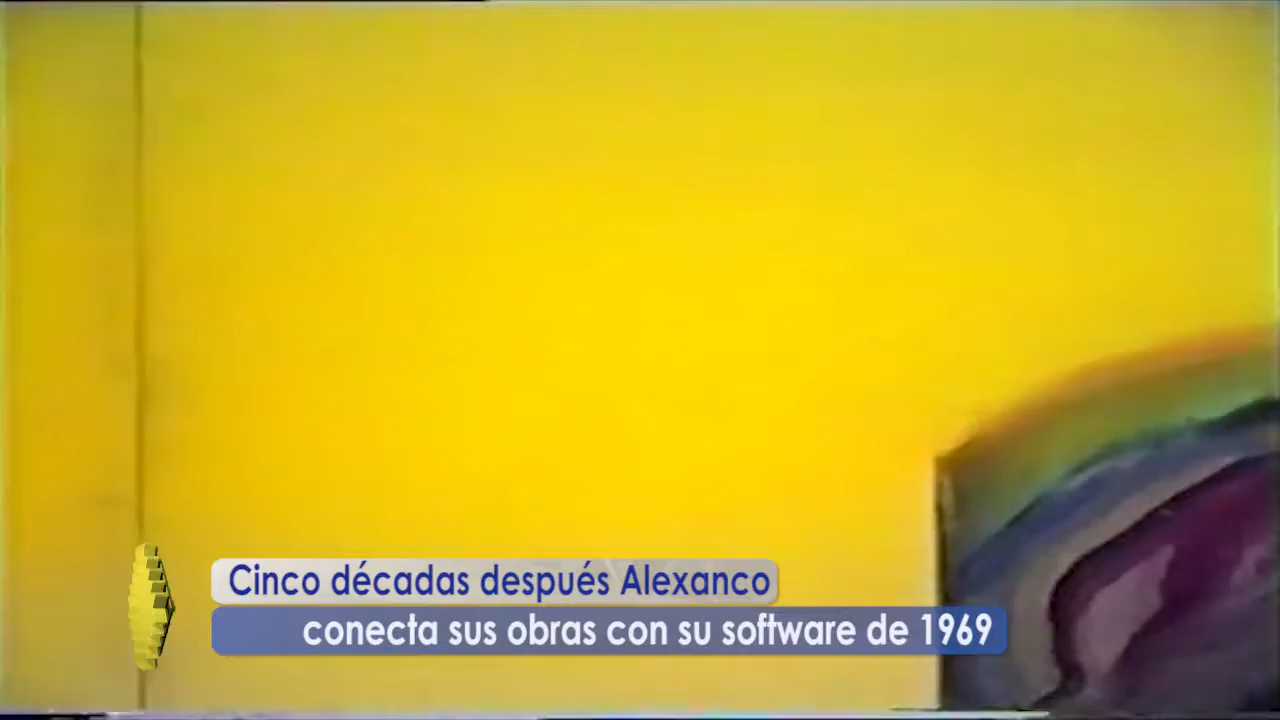 Cinco décadas después Alexanco
conecta sus obras con su software de 1969